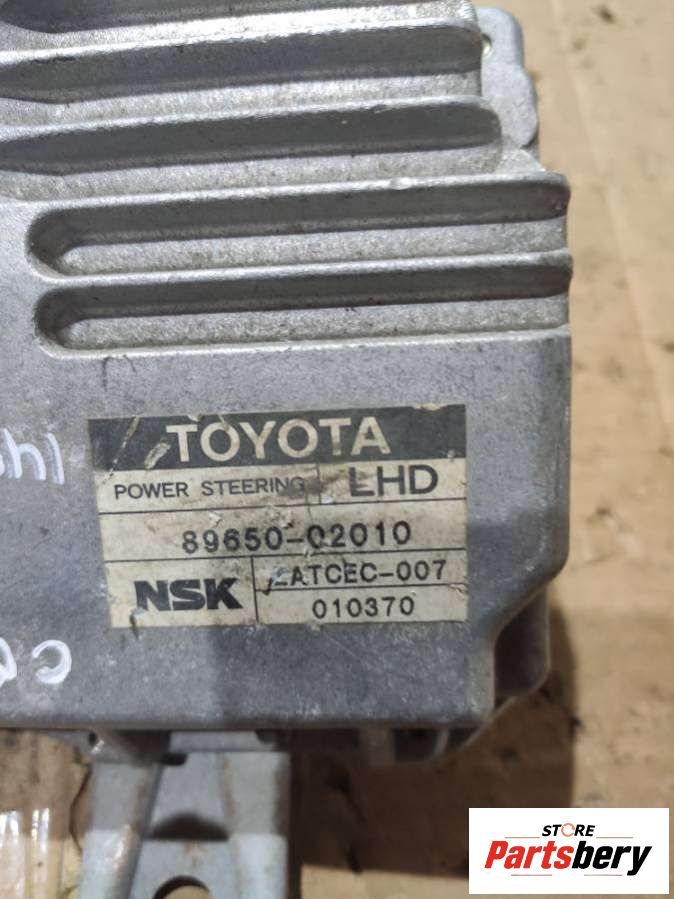 TOYOTA
POWER STEERING LHD
89650-02010
NSK EATCEC-007
010370
STORE
Partsbery